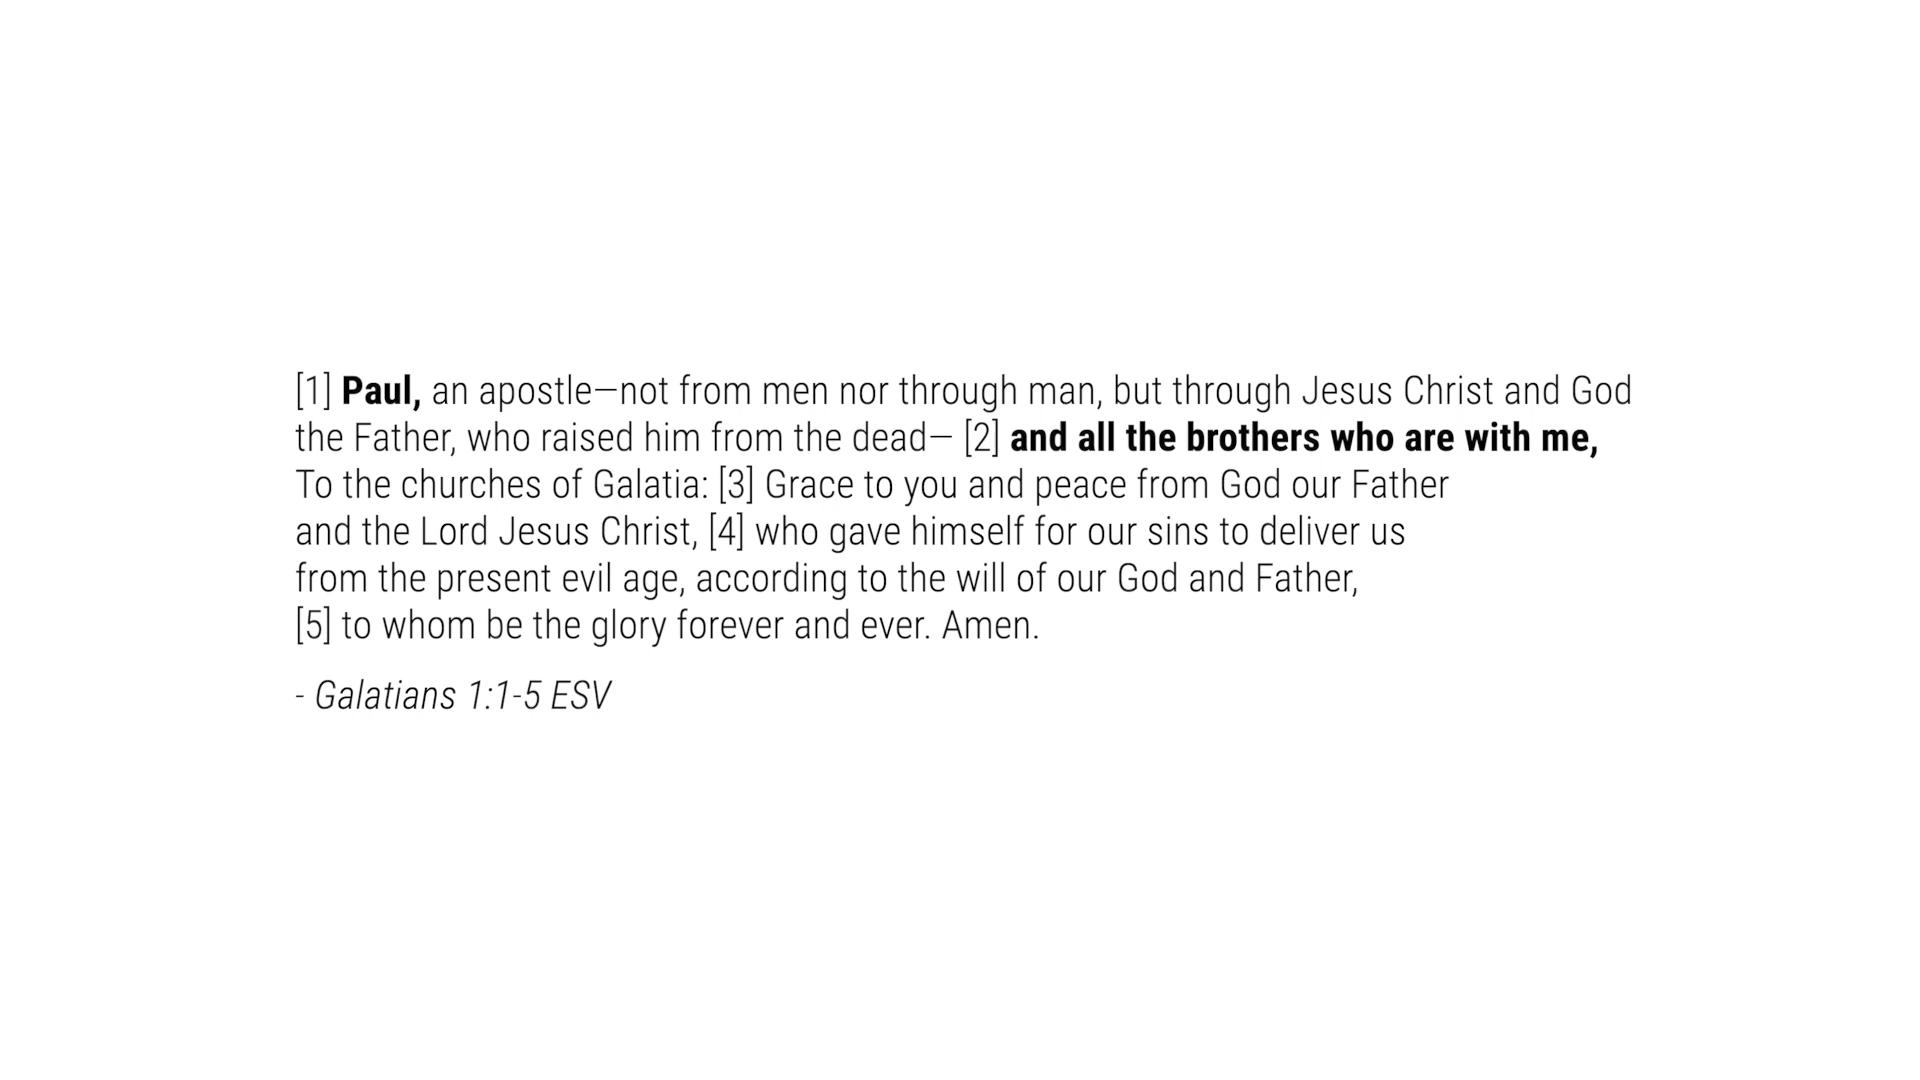 [1] Paul, an apostle—not from men nor through man, but through Jesus Christ and God
the Father, who raised him from the dead— [2] and all the brothers who are with me,
To the churches of Galatia: [3] Grace to you and peace from God our Father
and the Lord Jesus Christ, [4] who gave himself for our sins to deliver us
from the present evil age, according to the will of our God and Father,
[5] to whom be the glory forever and ever. Amen.
- Galatians 1:1-5 ESV